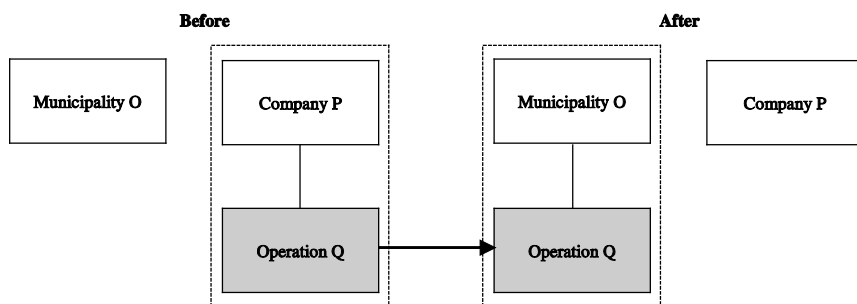 Before
After
Municipality O
Company P
Municipality O
Company P
Operation Q
Operation Q